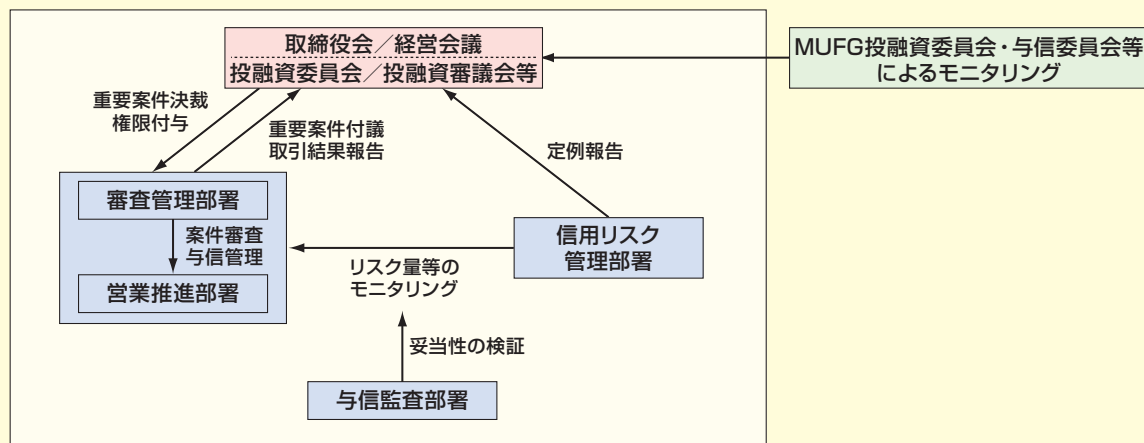 取締役会／経営会議
投融資委員会／投融資審議会等
MUFG投融資委員会・与信委員会等
によるモニタリング
重要案件決裁
権限付与
重要案件付議
取引結果報告
定例報告
審査管理部署
案件審査
与信管理
営業推進部署
信用リスク
管理部署
リスク量等の
モニタリング
妥当性の検証
与信監査部署